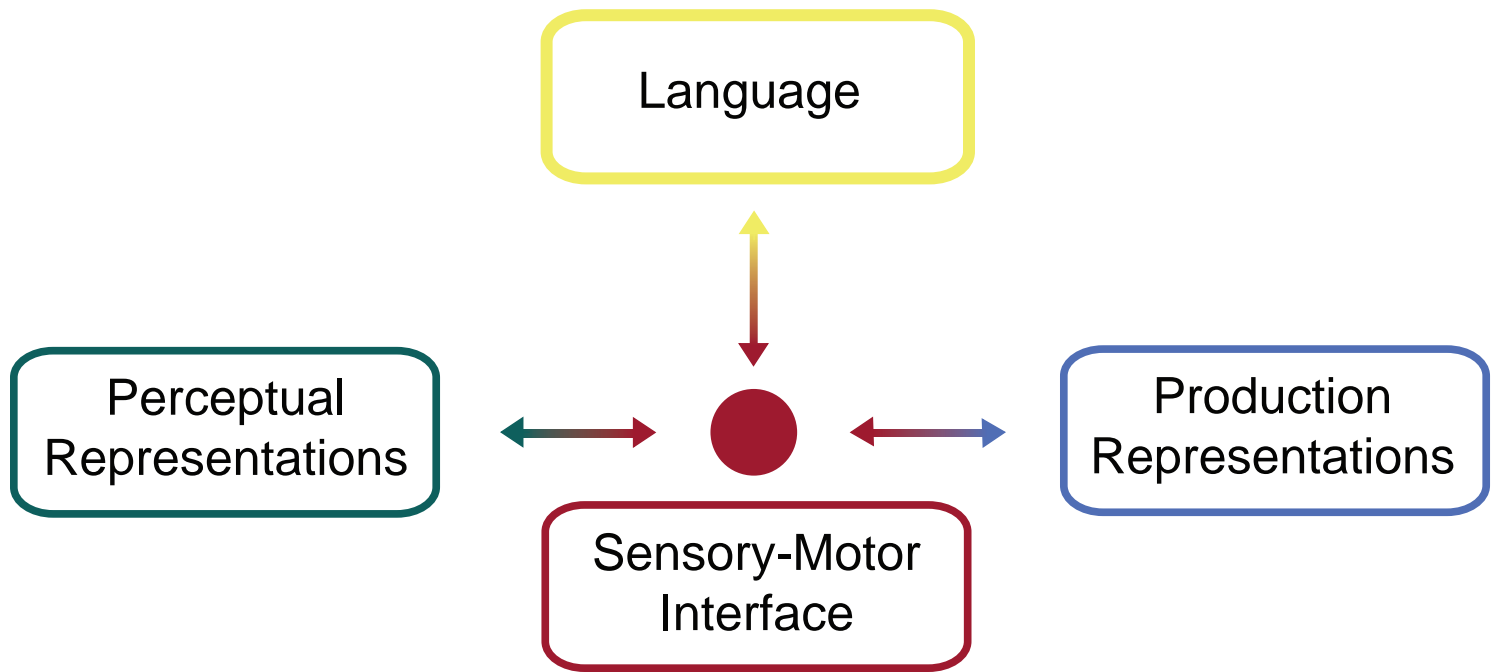 Language
Perceptual
Representations
Production
Representations
Sensory-Motor
Interface